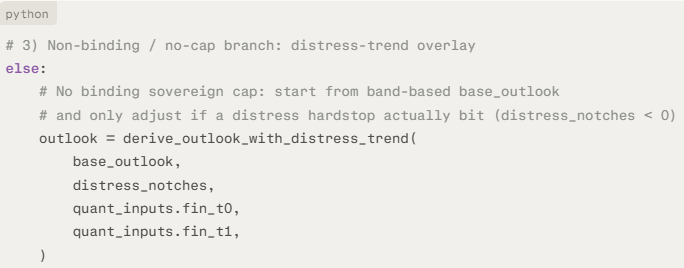 python
# 3) Non-binding / no-cap branch: distress-trend overlay
else:
    # No binding sovereign cap: start from band-based base_outlook
    # and only adjust if a distress hardstop actually bit (distress_notches < 0)
    outlook = derive_outlook_with_distress_trend(
        base_outlook,
        distress_notches,
        quant_inputs.fin_t0,
        quant_inputs.fin_t1,
    )